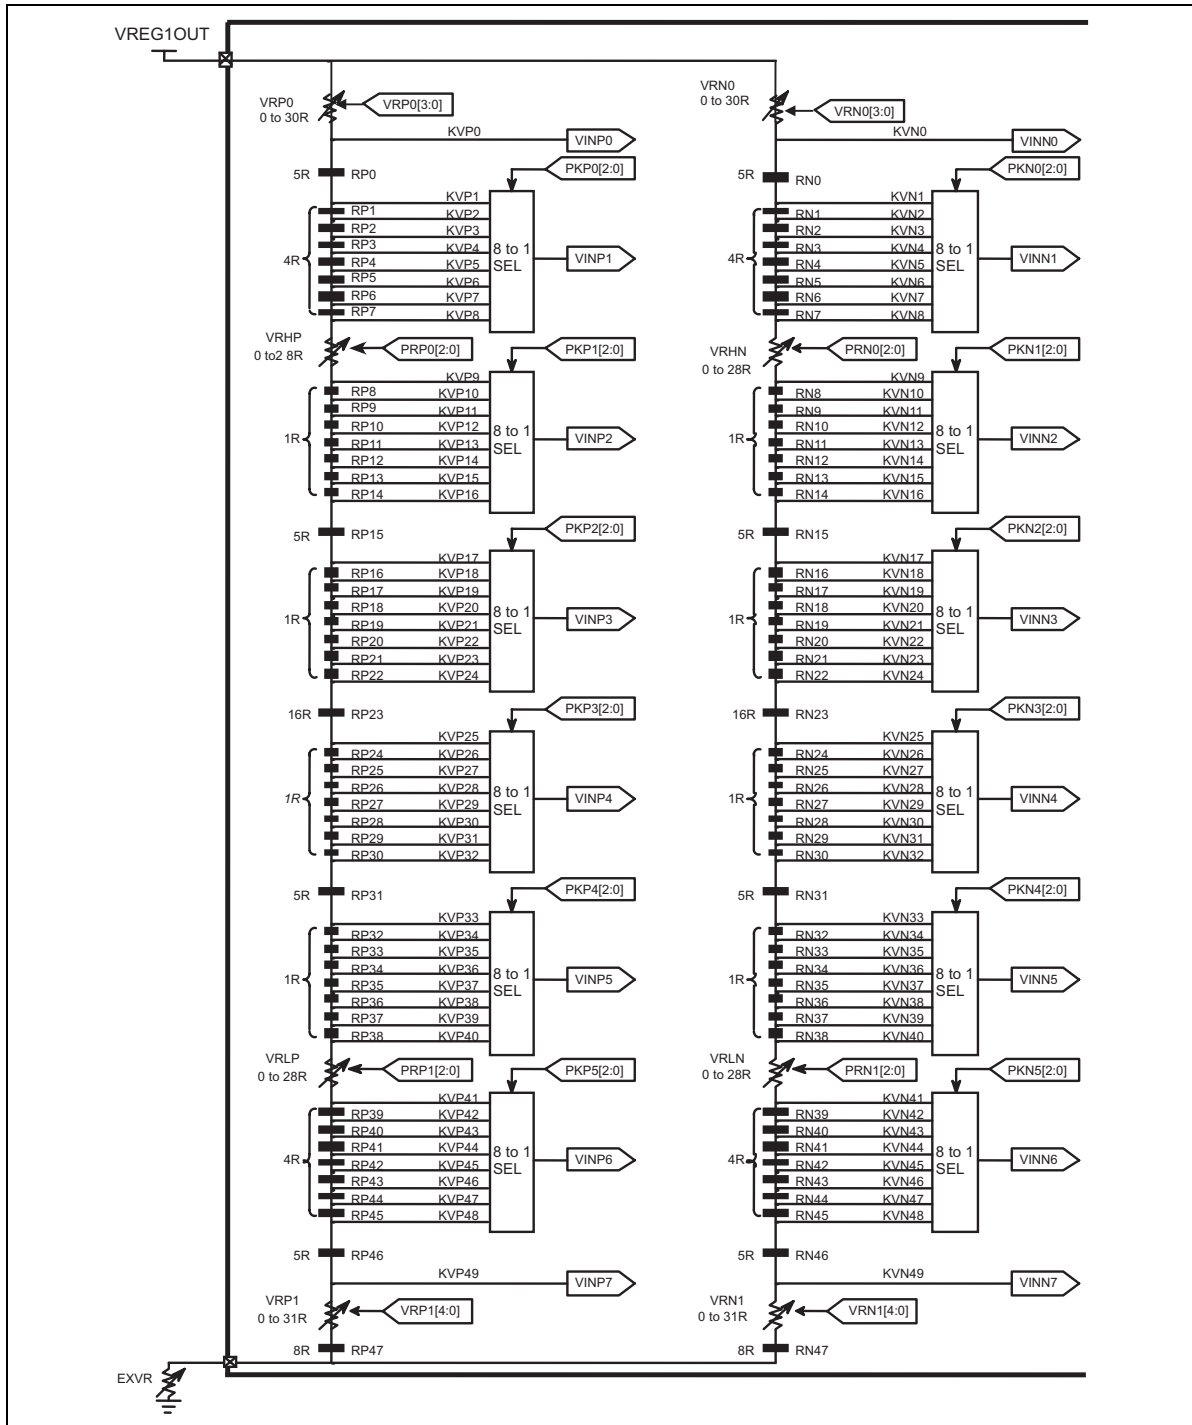 VREG1OUT
VRP0
0 to 30R
VRP0[3:0]
KVP0
VINP0
5R
RP0
PKP0[2:0]
KVP1
RP1
KVP2
RP2
KVP3
RP3
KVP4
RP4
KVP5
RP5
KVP6
RP6
KVP7
RP7
KVP8
4R
8 to 1
SEL
VINP1
VRHP
0 to2 8R
PRP0[2:0]
PKP1[2:0]
KVP9
RP8
KVP10
RP9
KVP11
RP10
KVP12
RP11
KVP13
RP12
KVP14
RP13
KVP15
RP14
KVP16
1R
8 to 1
SEL
VINP2
5R
RP15
PKP2[2:0]
KVP17
RP16
KVP18
RP17
KVP19
RP18
KVP20
RP19
KVP21
RP20
KVP22
RP21
KVP23
RP22
KVP24
1R
8 to 1
SEL
VINP3
16R
RP23
PKP3[2:0]
KVP25
RP24
KVP26
RP25
KVP27
RP26
KVP28
RP27
KVP29
RP28
KVP30
RP29
KVP31
RP30
KVP32
1R
8 to 1
SEL
VINP4
5R
RP31
PKP4[2:0]
KVP33
RP32
KVP34
RP33
KVP35
RP34
KVP36
RP35
KVP37
RP36
KVP38
RP37
KVP39
RP38
KVP40
1R
8 to 1
SEL
VINP5
VRLP
0 to 28R
PRP1[2:0]
PKP5[2:0]
KVP41
RP39
KVP42
RP40
KVP43
RP41
KVP44
RP42
KVP45
RP43
KVP46
RP44
KVP47
RP45
KVP48
4R
8 to 1
SEL
VINP6
5R
RP46
KVP49
VINP7
VRP1
0 to 31R
VRP1[4:0]
8R
RP47
EXVR
VRN0
0 to 30R
VRN0[3:0]
KVN0
VINN0
5R
RN0
PKN0[2:0]
KVN1
RN1
KVN2
RN2
KVN3
RN3
KVN4
RN4
KVN5
RN5
KVN6
RN6
KVN7
RN7
KVN8
4R
8 to 1
SEL
VINN1
VRHN
0 to 28R
PRN0[2:0]
PKN1[2:0]
KVN9
RN8
KVN10
RN9
KVN11
RN10
KVN12
RN11
KVN13
RN12
KVN14
RN13
KVN15
RN14
KVN16
1R
8 to 1
SEL
VINN2
5R
RN15
PKN2[2:0]
KVN17
RN16
KVN18
RN17
KVN19
RN18
KVN20
RN19
KVN21
RN20
KVN22
RN21
KVN23
RN22
KVN24
1R
8 to 1
SEL
VINN3
16R
RN23
PKN3[2:0]
KVN25
RN24
KVN26
RN25
KVN27
RN26
KVN28
RN27
KVN29
RN28
KVN30
RN29
KVN31
RN30
KVN32
1R
8 to 1
SEL
VINN4
5R
RN31
PKN4[2:0]
KVN33
RN32
KVN34
RN33
KVN35
RN34
KVN36
RN35
KVN37
RN36
KVN38
RN37
KVN39
RN38
KVN40
1R
8 to 1
SEL
VINN5
VRLN
0 to 28R
PRN1[2:0]
PKN5[2:0]
KVN41
RN39
KVN42
RN40
KVN43
RN41
KVN44
RN42
KVN45
RN43
KVN46
RN44
KVN47
RN45
KVN48
4R
8 to 1
SEL
VINN6
5R
RN46
KVN49
VINN7
VRN1
0 to 31R
VRN1[4:0]
8R
RN47